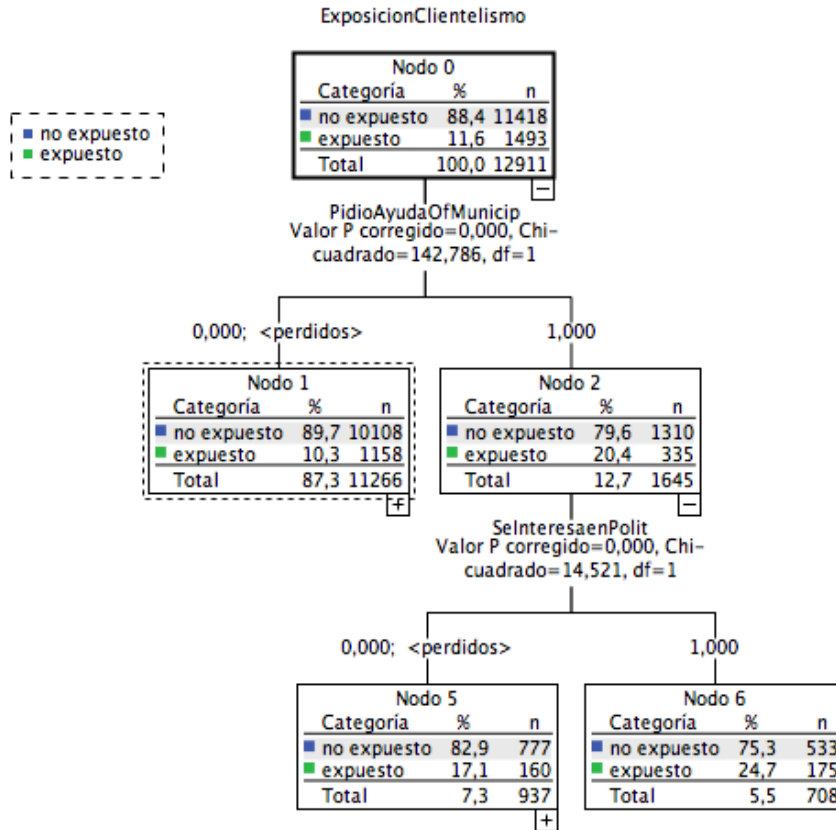 ExposicionClientelismo
no expuesto
expuesto
Nodo 0
Categoría % n
no expuesto 88,4 11418
expuesto 11,6 1493
Total 100,0 12911
PidioAyudaOfMunicip
Valor P corregido=0,000, Chi-
cuadrado=142,786, df=1
0,000; <perdidos>
1,000
Nodo 1
Categoría % n
no expuesto 89,7 10108
expuesto 10,3 1158
Total 87,3 11266
Nodo 2
Categoría % n
no expuesto 79,6 1310
expuesto 20,4 335
Total 12,7 1645
SeInteresaenPolit
Valor P corregido=0,000, Chi-
cuadrado=14,521, df=1
0,000; <perdidos>
1,000
Nodo 5
Categoría % n
no expuesto 82,9 777
expuesto 17,1 160
Total 7,3 937
Nodo 6
Categoría % n
no expuesto 75,3 533
expuesto 24,7 175
Total 5,5 708